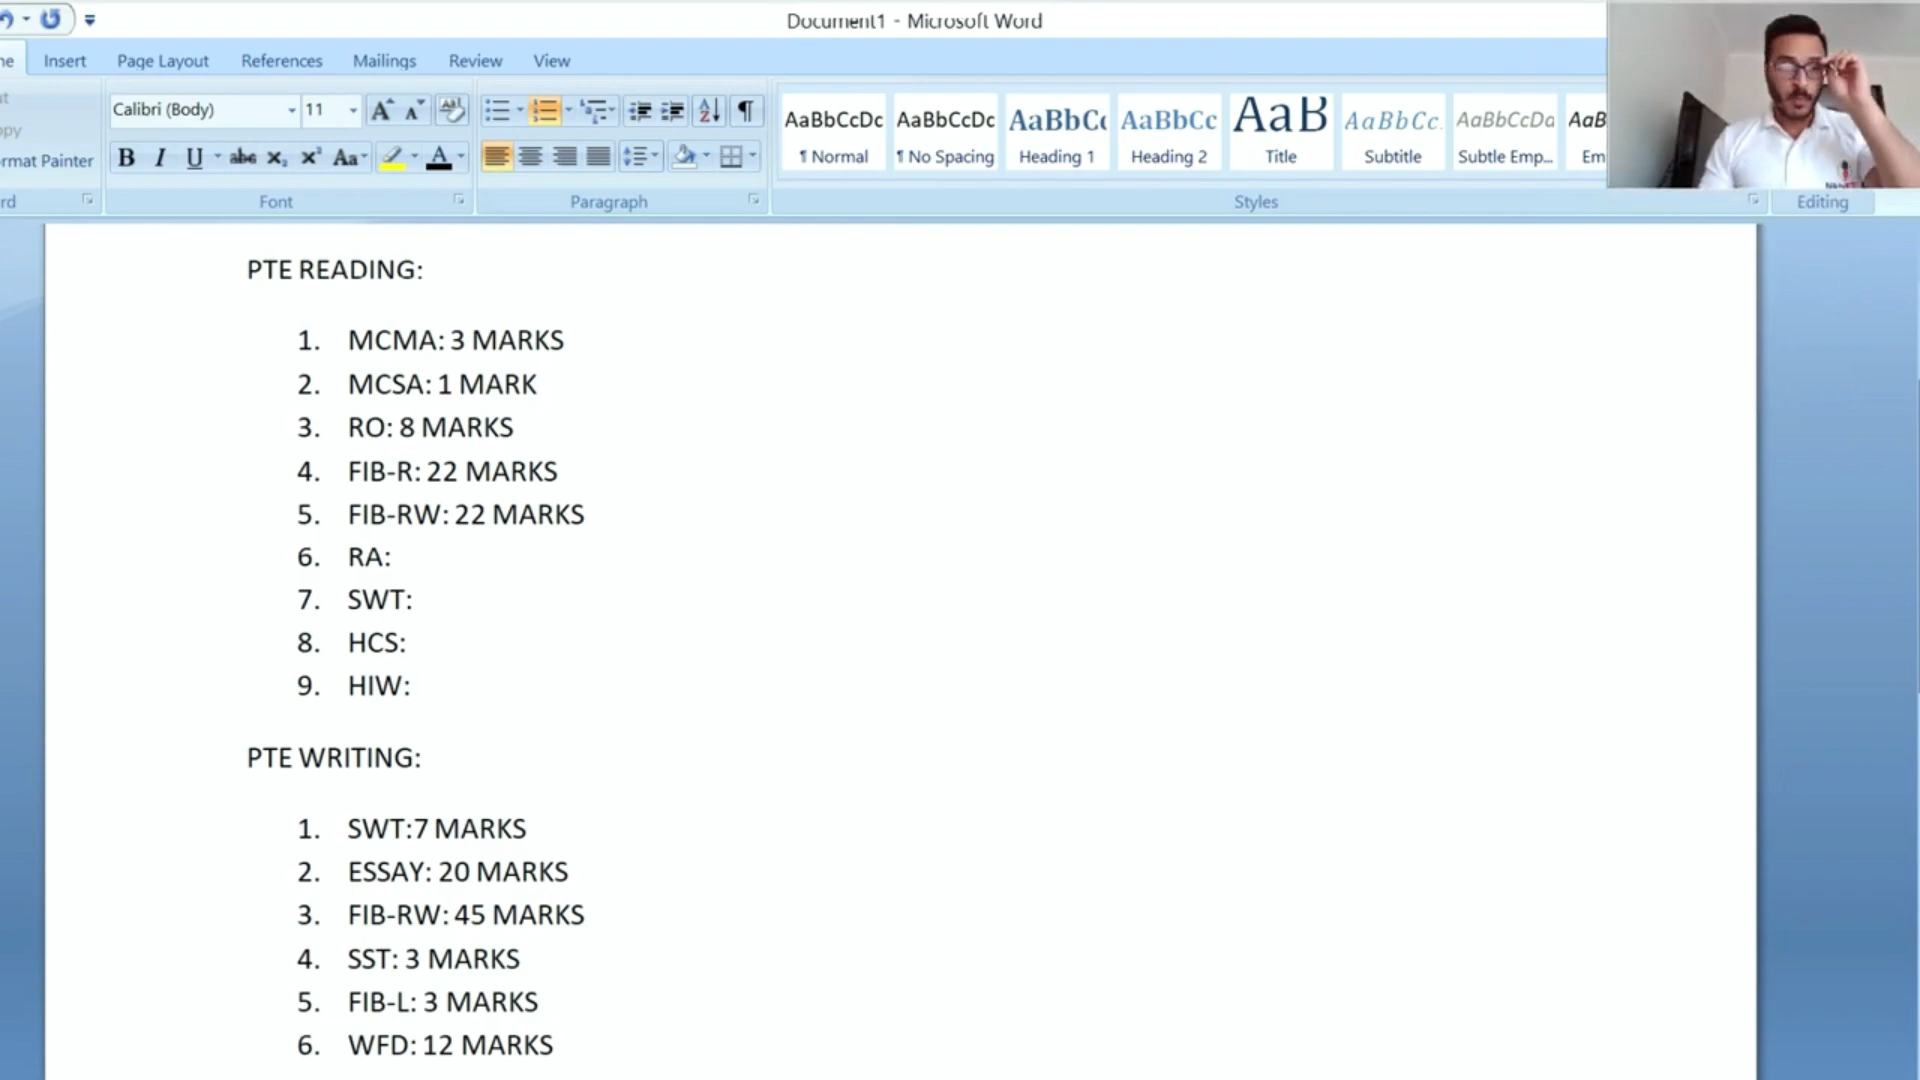 Document1 - Microsoft Word
Insert Page Layout References Mailings Review View
Calibri (Body) 11
rmat Painter
B I U abc X₂ X² Aa A
AaBbCcDc AaBbCcDc AaBbCc AaBbCc AaB AaBbCc. AaBbCcDa AaB
¶ Normal ¶ No Spacing Heading 1 Heading 2 Title Subtitle Subtle Emp... Em
Font Paragraph Styles Editing
PTE READING:
1. MCMA: 3 MARKS
2. MCSA: 1 MARK
3. RO: 8 MARKS
4. FIB-R: 22 MARKS
5. FIB-RW: 22 MARKS
6. RA:
7. SWT:
8. HCS:
9. HIW:
PTE WRITING:
1. SWT:7 MARKS
2. ESSAY: 20 MARKS
3. FIB-RW: 45 MARKS
4. SST: 3 MARKS
5. FIB-L: 3 MARKS
6. WFD: 12 MARKS